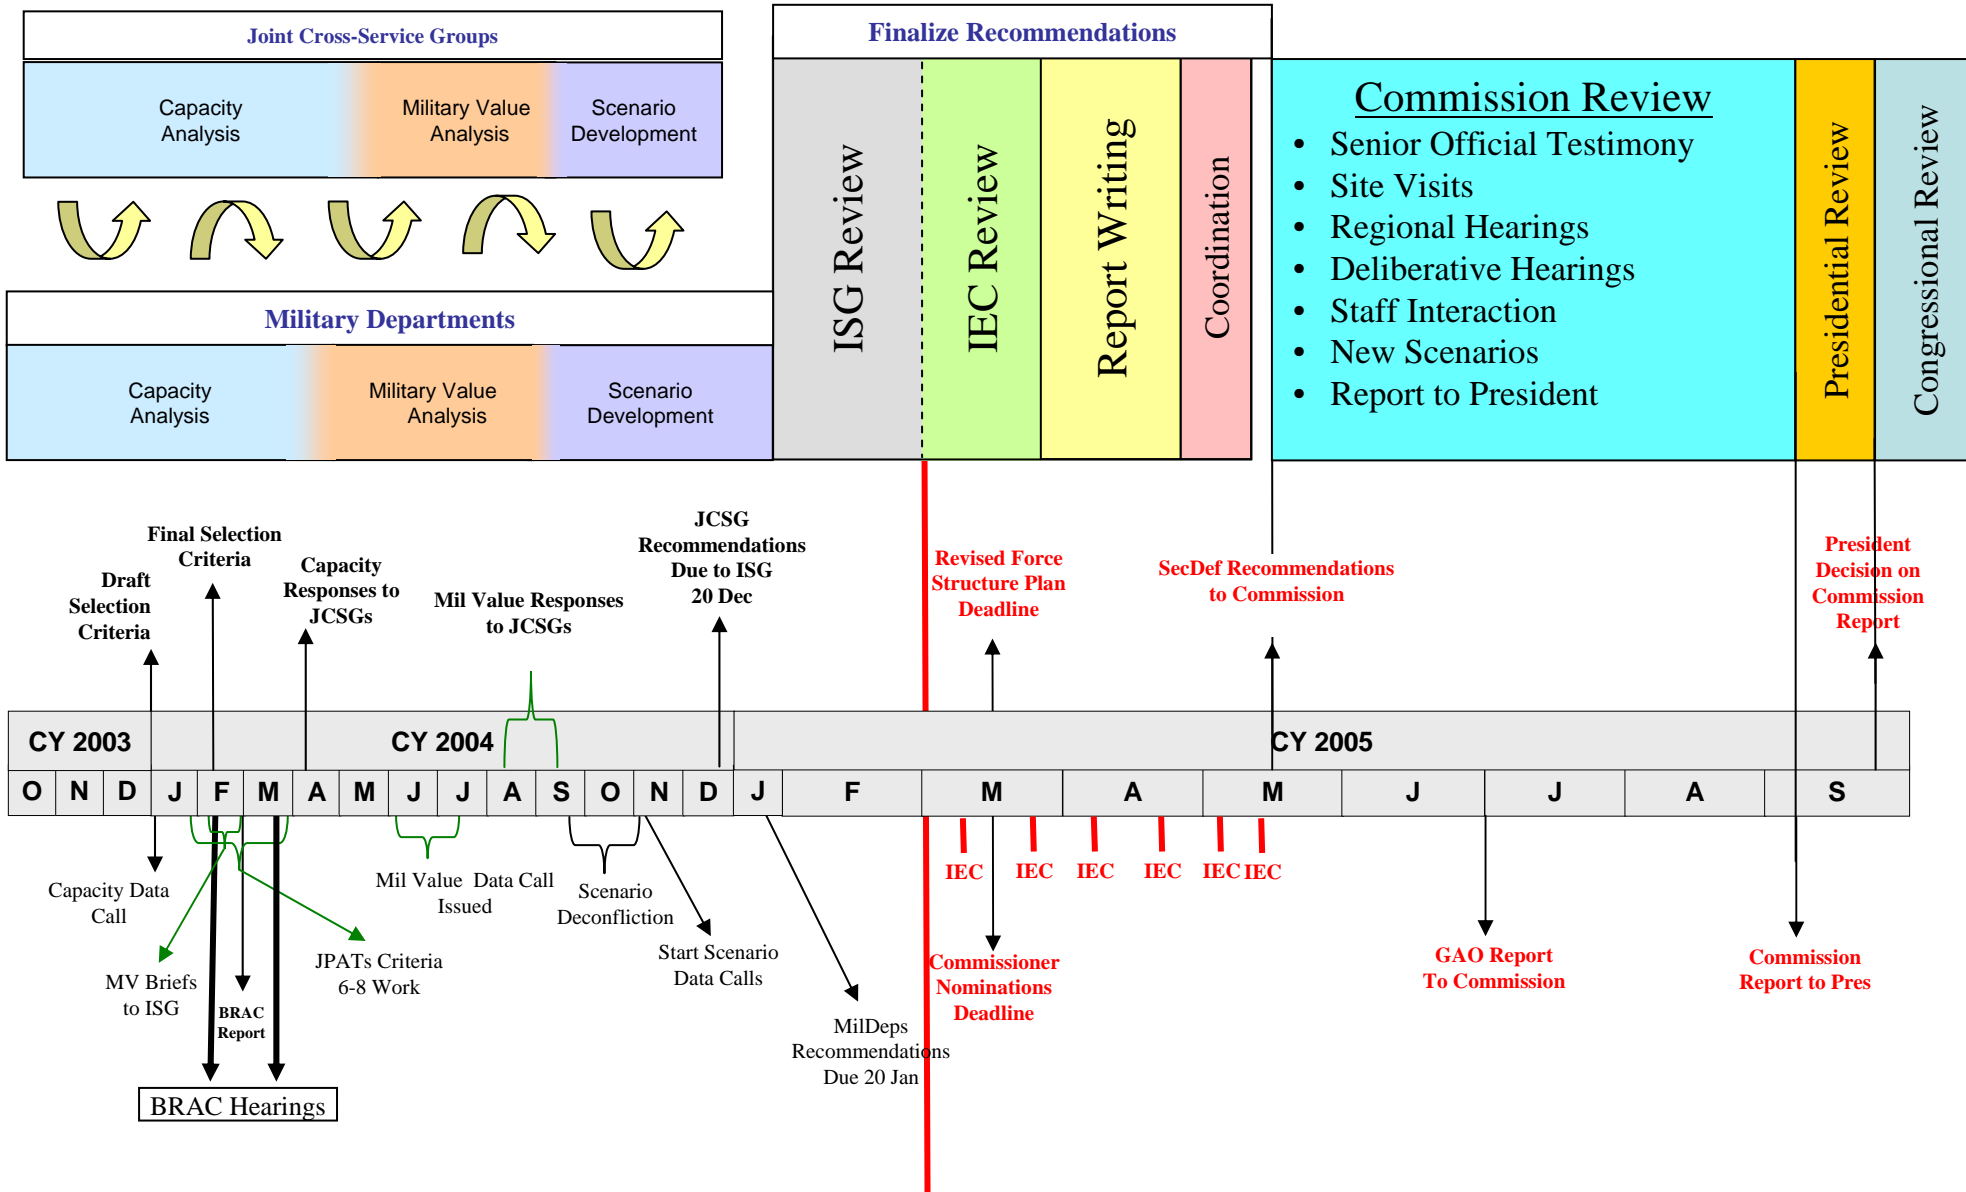 Joint Cross-Service Groups
Capacity
Analysis
Military Value
Analysis
Scenario
Development
Military Departments
Capacity
Analysis
Military Value
Analysis
Scenario
Development
Finalize Recommendations
ISG Review
IEC Review
Report Writing
Coordination
Commission Review
• Senior Official Testimony
• Site Visits
• Regional Hearings
• Deliberative Hearings
• Staff Interaction
• New Scenarios
• Report to President
Presidential Review
Congressional Review
Draft
Selection
Criteria
Final Selection
Criteria
Capacity
Responses to
JCSGs
Mil Value Responses
to JCSGs
JCSG
Recommendations
Due to ISG
20 Dec
Revised Force
Structure Plan
Deadline
SecDef Recommendations
to Commission
President
Decision on
Commission
Report
CY 2003 CY 2004 CY 2005
O N D J F M A M J J A S O N D J F M A M J J A S
Capacity Data
Call
MV Briefs
to ISG
BRAC
Report
JPATs Criteria
6-8 Work
BRAC Hearings
Mil Value Data Call
Issued
Scenario
Deconfliction
Start Scenario
Data Calls
MilDeps
Recommendations
Due 20 Jan
IEC IEC IEC IEC IEC IEC
Commissioner
Nominations
Deadline
GAO Report
To Commission
Commission
Report to Pres